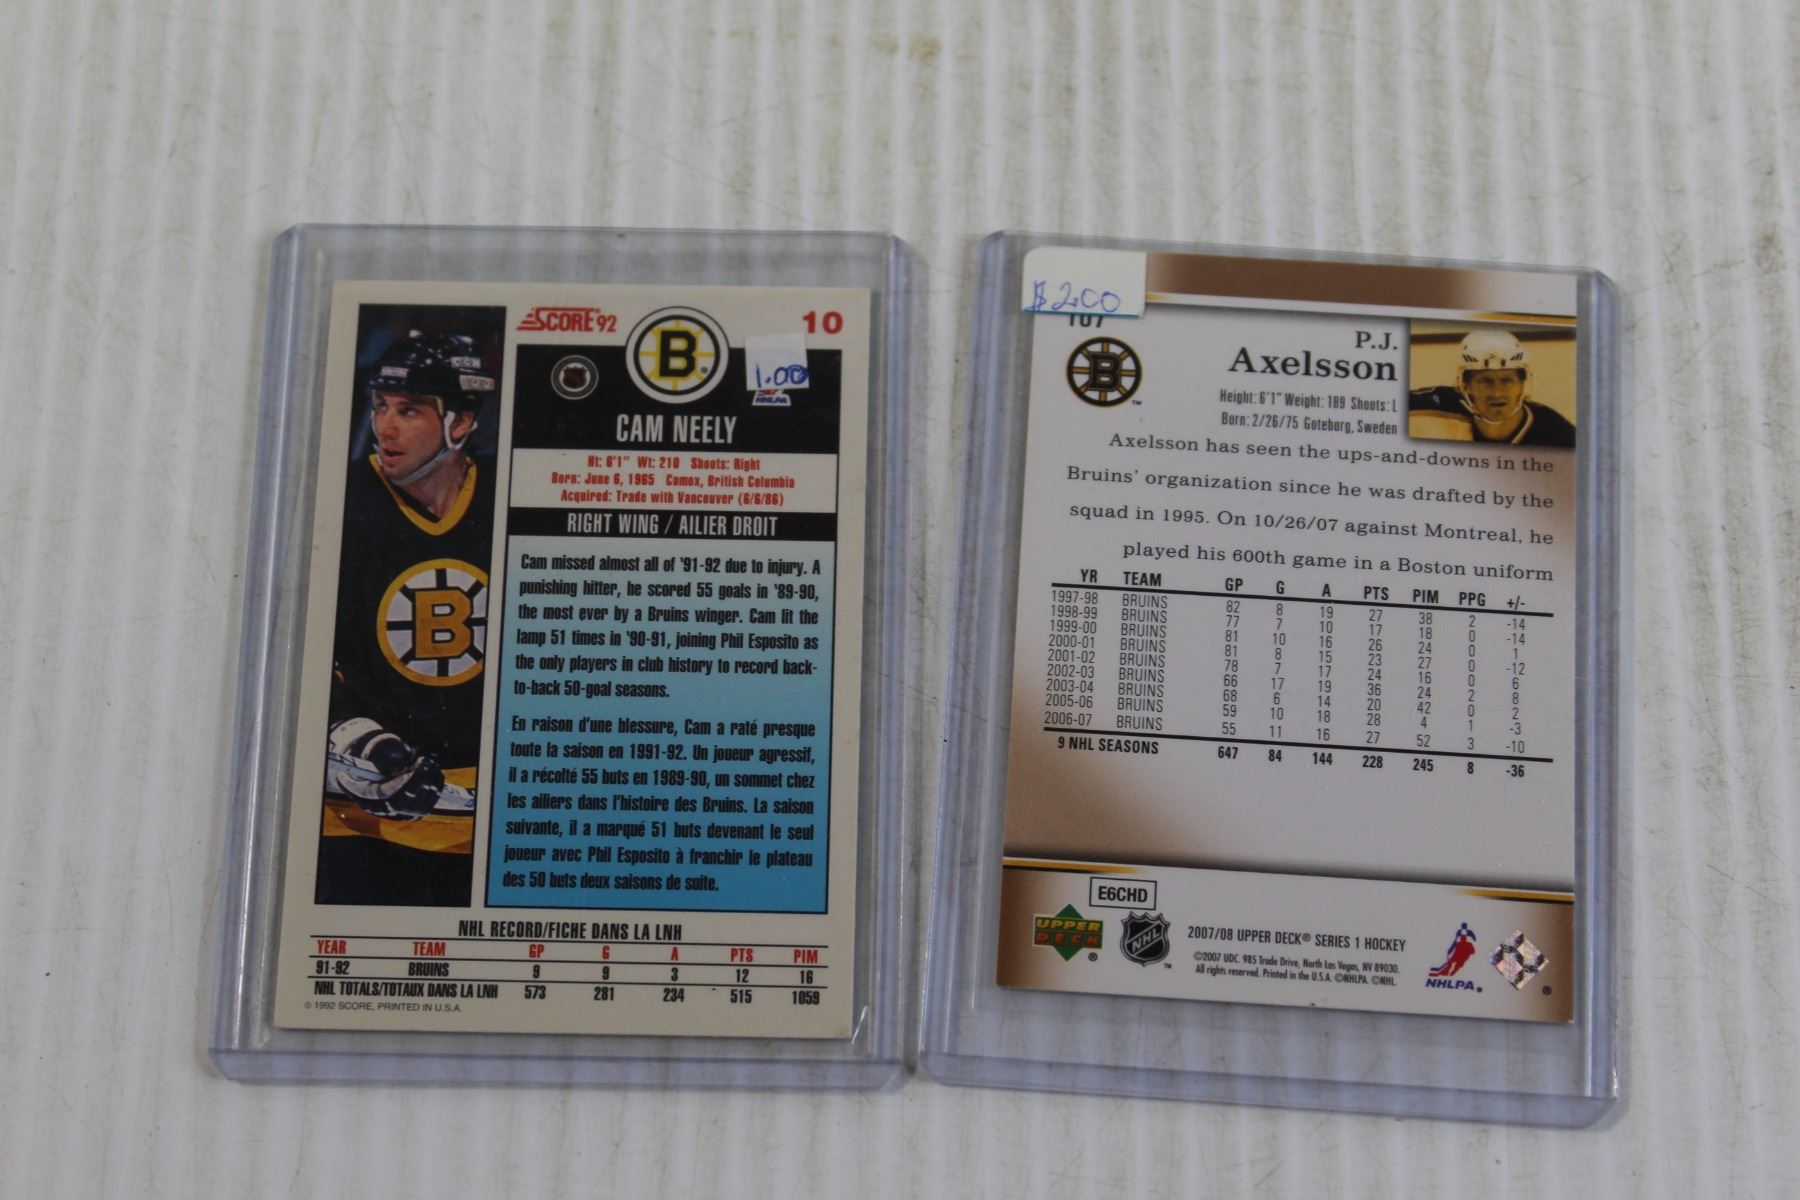 SCORE® '92
10
B
1.00
NHLPA
CAM NEELY
Ht: 6'1" Wt: 210 Shoots: Right
Born: June 6, 1965 Comox, British Columbia
Acquired: Trade with Vancouver (6/6/86)
RIGHT WING / AILIER DROIT
Cam missed almost all of '91-92 due to injury. A
punishing hitter, he scored 55 goals in '89-90,
the most ever by a Bruins winger. Cam lit the
lamp 51 times in '90-91, joining Phil Esposito as
the only players in club history to record back-
to-back 50-goal seasons.
En raison d'une blessure, Cam a raté presque
toute la saison en 1991-92. Un joueur agressif,
il a récolté 55 buts en 1989-90, un sommet chez
les ailiers dans l'histoire des Bruins. La saison
suivante, il a marqué 51 buts devenant le seul
joueur avec Phil Esposito à franchir le plateau
des 50 buts deux saisons de suite.
NHL RECORD/FICHE DANS LA LNH
YEAR TEAM GP G A PTS PIM
91-92 BRUINS 9 9 3 12 16
NHL TOTALS/TOTAUX DANS LA LNH 573 281 234 515 1059
© 1992 SCORE, PRINTED IN U.S.A.
B
$2.00
107
B
P.J.
Axelsson
Height: 6'1" Weight: 189 Shoots: L
Born: 2/26/75 Goteborg, Sweden
Axelsson has seen the ups-and-downs in the
Bruins' organization since he was drafted by the
squad in 1995. On 10/26/07 against Montreal, he
played his 600th game in a Boston uniform
YR TEAM GP G A PTS PIM PPG +/-
1997-98 BRUINS 82 8 19 27 38 2 -14
1998-99 BRUINS 77 7 10 17 18 0 -14
1999-00 BRUINS 81 10 16 26 24 0 1
2000-01 BRUINS 81 8 15 23 27 0 -12
2001-02 BRUINS 78 7 17 24 16 0 6
2002-03 BRUINS 66 17 19 36 24 2 8
2003-04 BRUINS 68 6 14 20 42 0 2
2005-06 BRUINS 59 10 18 28 4 1 -3
2006-07 BRUINS 55 11 16 27 52 3 -10
9 NHL SEASONS 647 84 144 228 245 8 -36
E6CHD
UPPER
DECK
NHL
2007/08 UPPER DECK® SERIES 1 HOCKEY
©2007 UDC. 985 Trade Drive, North Las Vegas, NV 89030.
All rights reserved. Printed in the U.S.A. ©NHLPA. ©NHL.
NHLPA